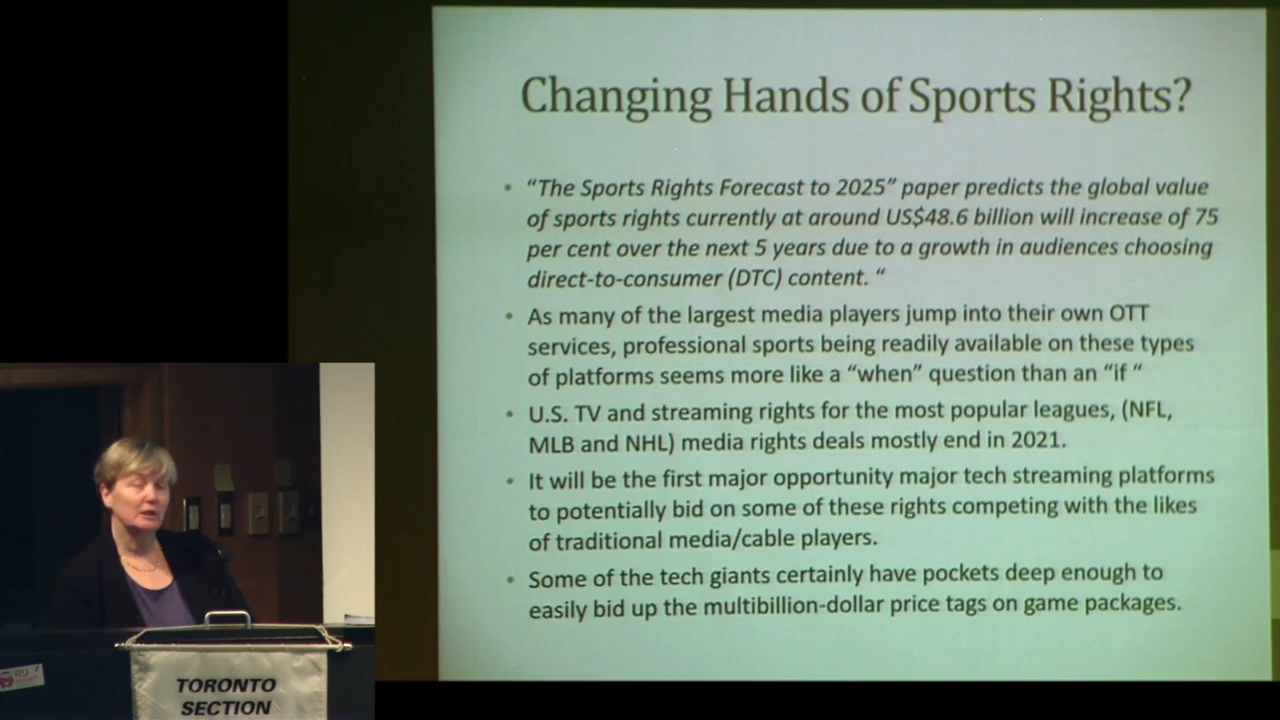 Changing Hands of Sports Rights?
• “The Sports Rights Forecast to 2025” paper predicts the global value
of sports rights currently at around US$48.6 billion will increase of 75
per cent over the next 5 years due to a growth in audiences choosing
direct-to-consumer (DTC) content. “
• As many of the largest media players jump into their own OTT
services, professional sports being readily available on these types
of platforms seems more like a “when” question than an “if “
• U.S. TV and streaming rights for the most popular leagues, (NFL,
MLB and NHL) media rights deals mostly end in 2021.
• It will be the first major opportunity major tech streaming platforms
to potentially bid on some of these rights competing with the likes
of traditional media/cable players.
• Some of the tech giants certainly have pockets deep enough to
easily bid up the multibillion-dollar price tags on game packages.
RU
TORONTO
SECTION